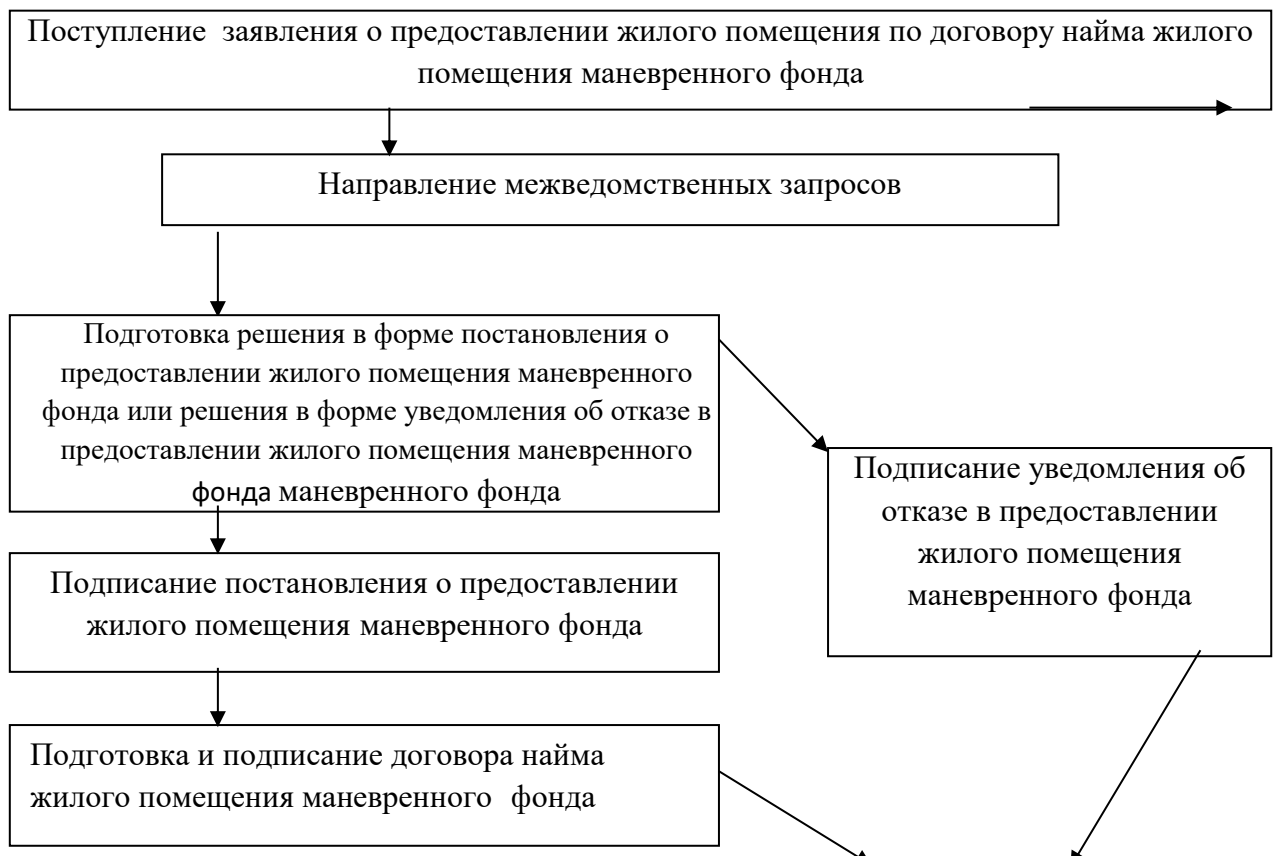 Поступление заявления о предоставлении жилого помещения по договору найма жилого
помещения маневренного фонда
Направление межведомственных запросов
Подготовка решения в форме постановления о
предоставлении жилого помещения маневренного
фонда или решения в форме уведомления об отказе в
предоставлении жилого помещения маневренного
фонда маневренного фонда
Подписание уведомления об
отказе в предоставлении
жилого помещения
маневренного фонда
Подписание постановления о предоставлении
жилого помещения маневренного фонда
Подготовка и подписание договора найма
жилого помещения маневренного фонда